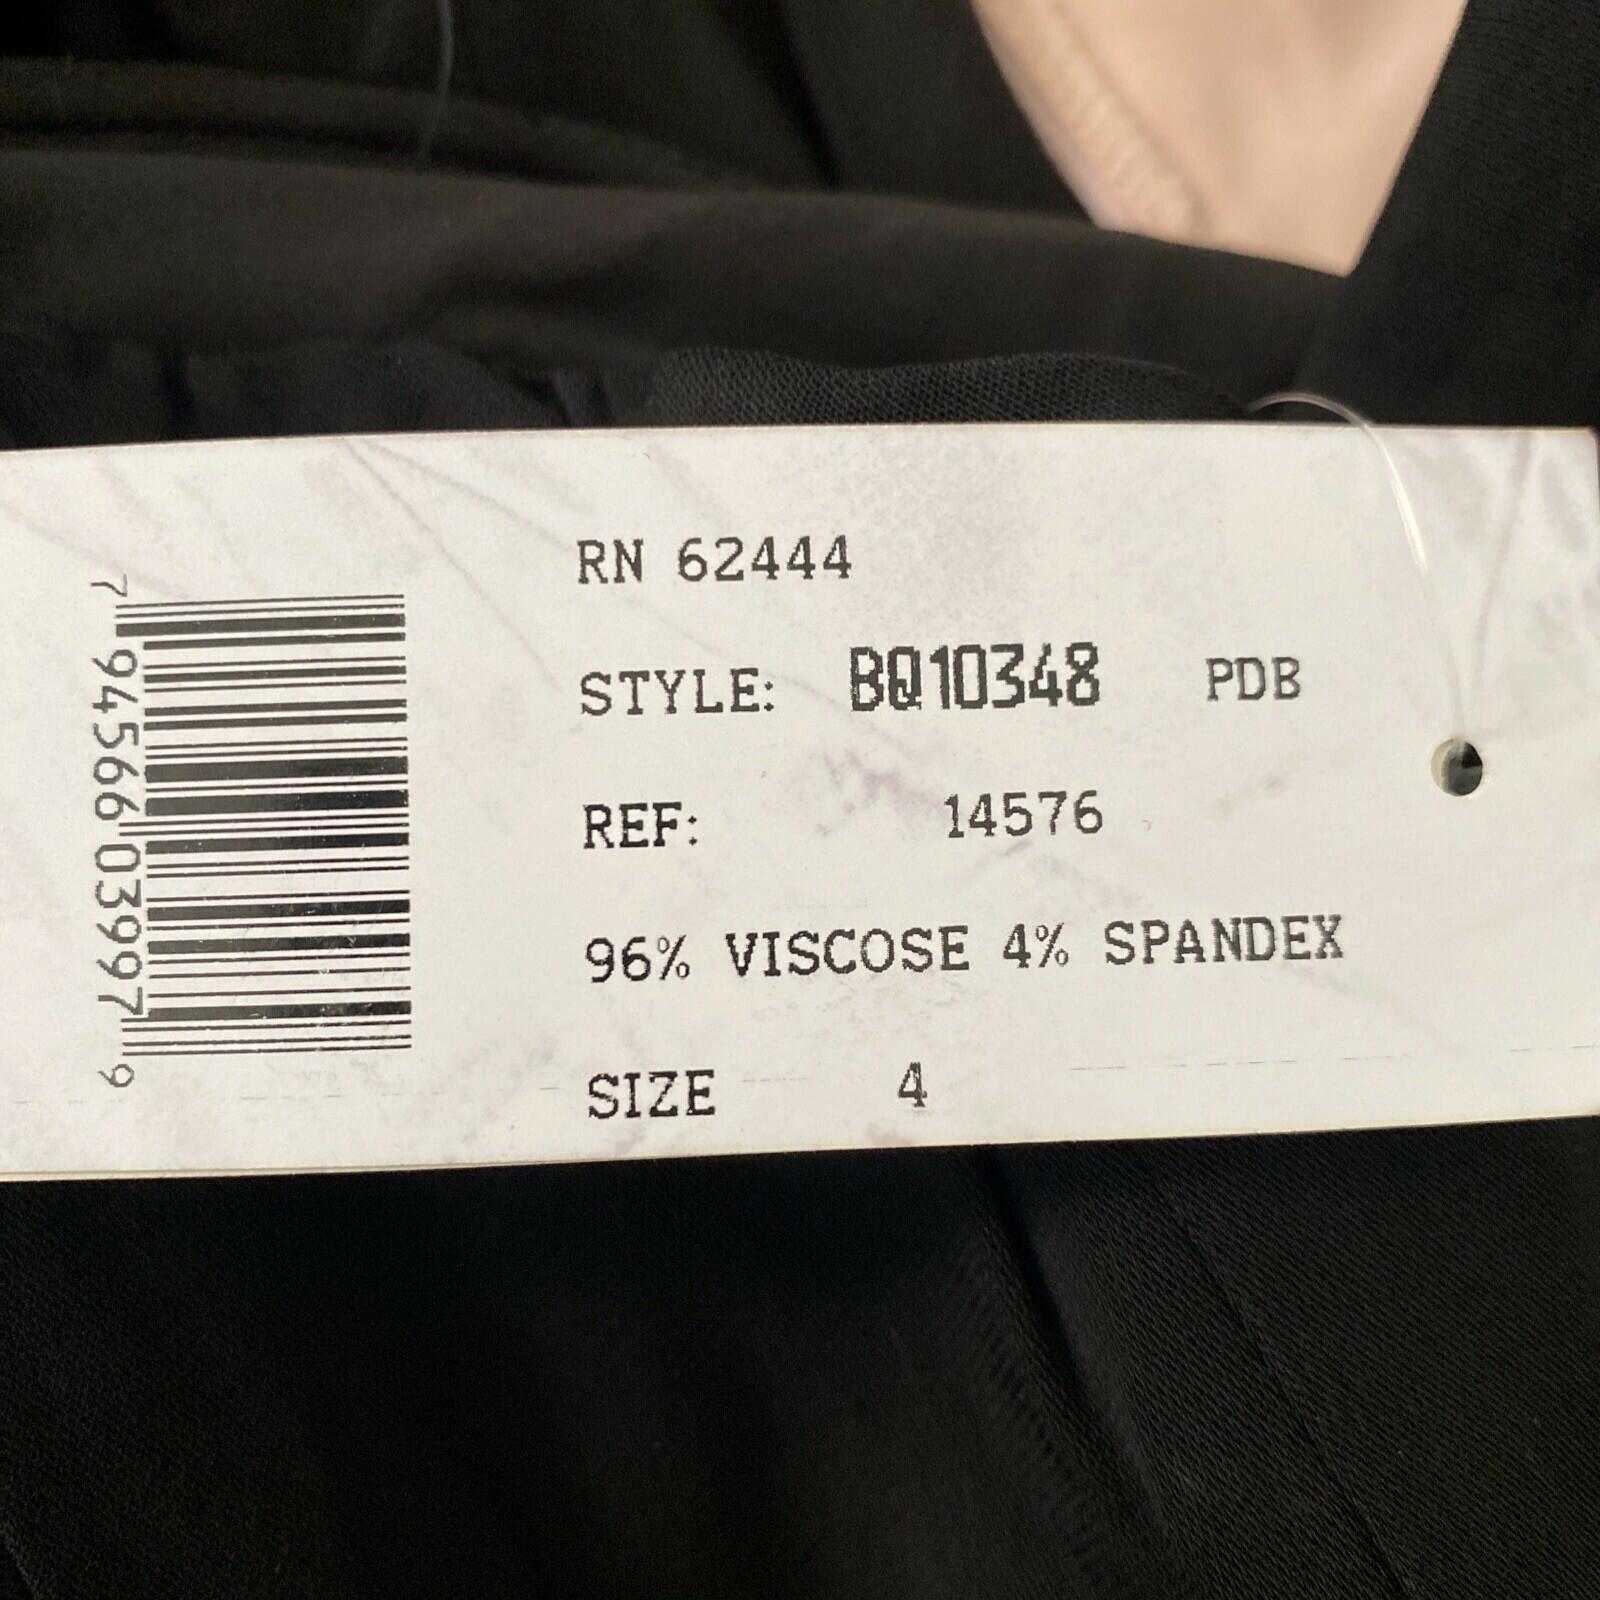 RN 62444
STYLE: BQ10348 PDB
REF: 14576
96% VISCOSE 4% SPANDEX
SIZE 4
7 94566 03997 9